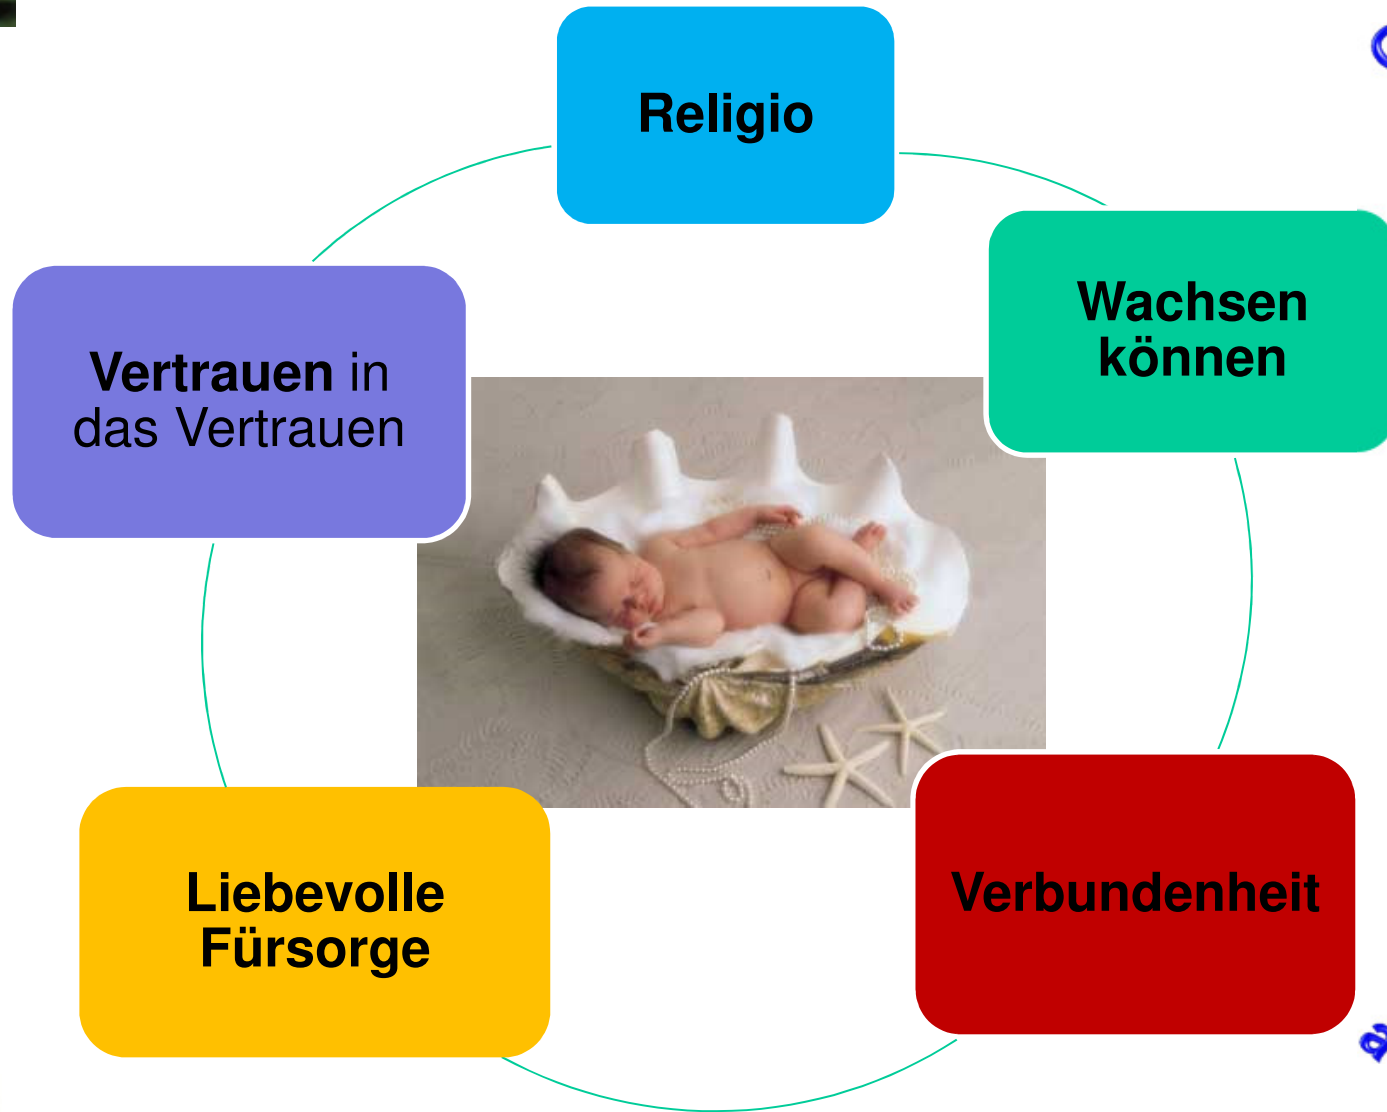 Religio
Wachsen
können
Vertrauen in
das Vertrauen
Verbundenheit
Liebevolle
Fürsorge